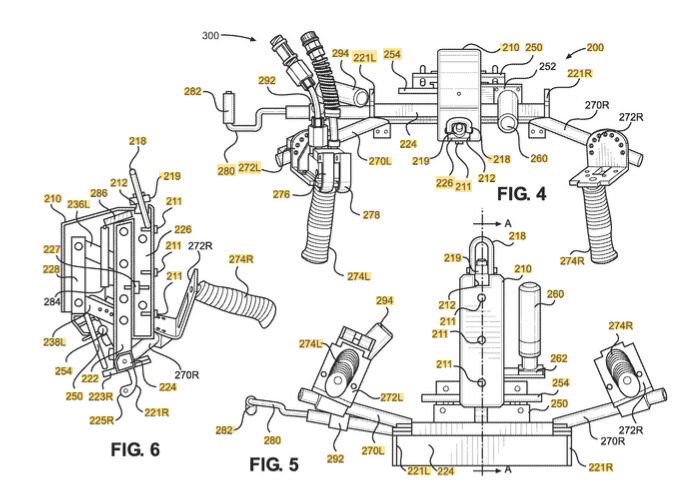 300
294
221L
210
250
200
282
254
252
221R
292
270R
272R
224
280
272L
270L
219
226
211
212
218
260
276
278
FIG. 4
274L
274R
218
212
219
286
210
236L
211
226
211
227
228
272R
284
211
274R
238L
254
222
250
223R
224
270R
225R
221R
FIG. 6
A
218
219
210
212
211
260
294
274L
211
274R
262
211
254
272L
250
272R
282
280
292
270L
270R
221L
224
A
221R
FIG. 5